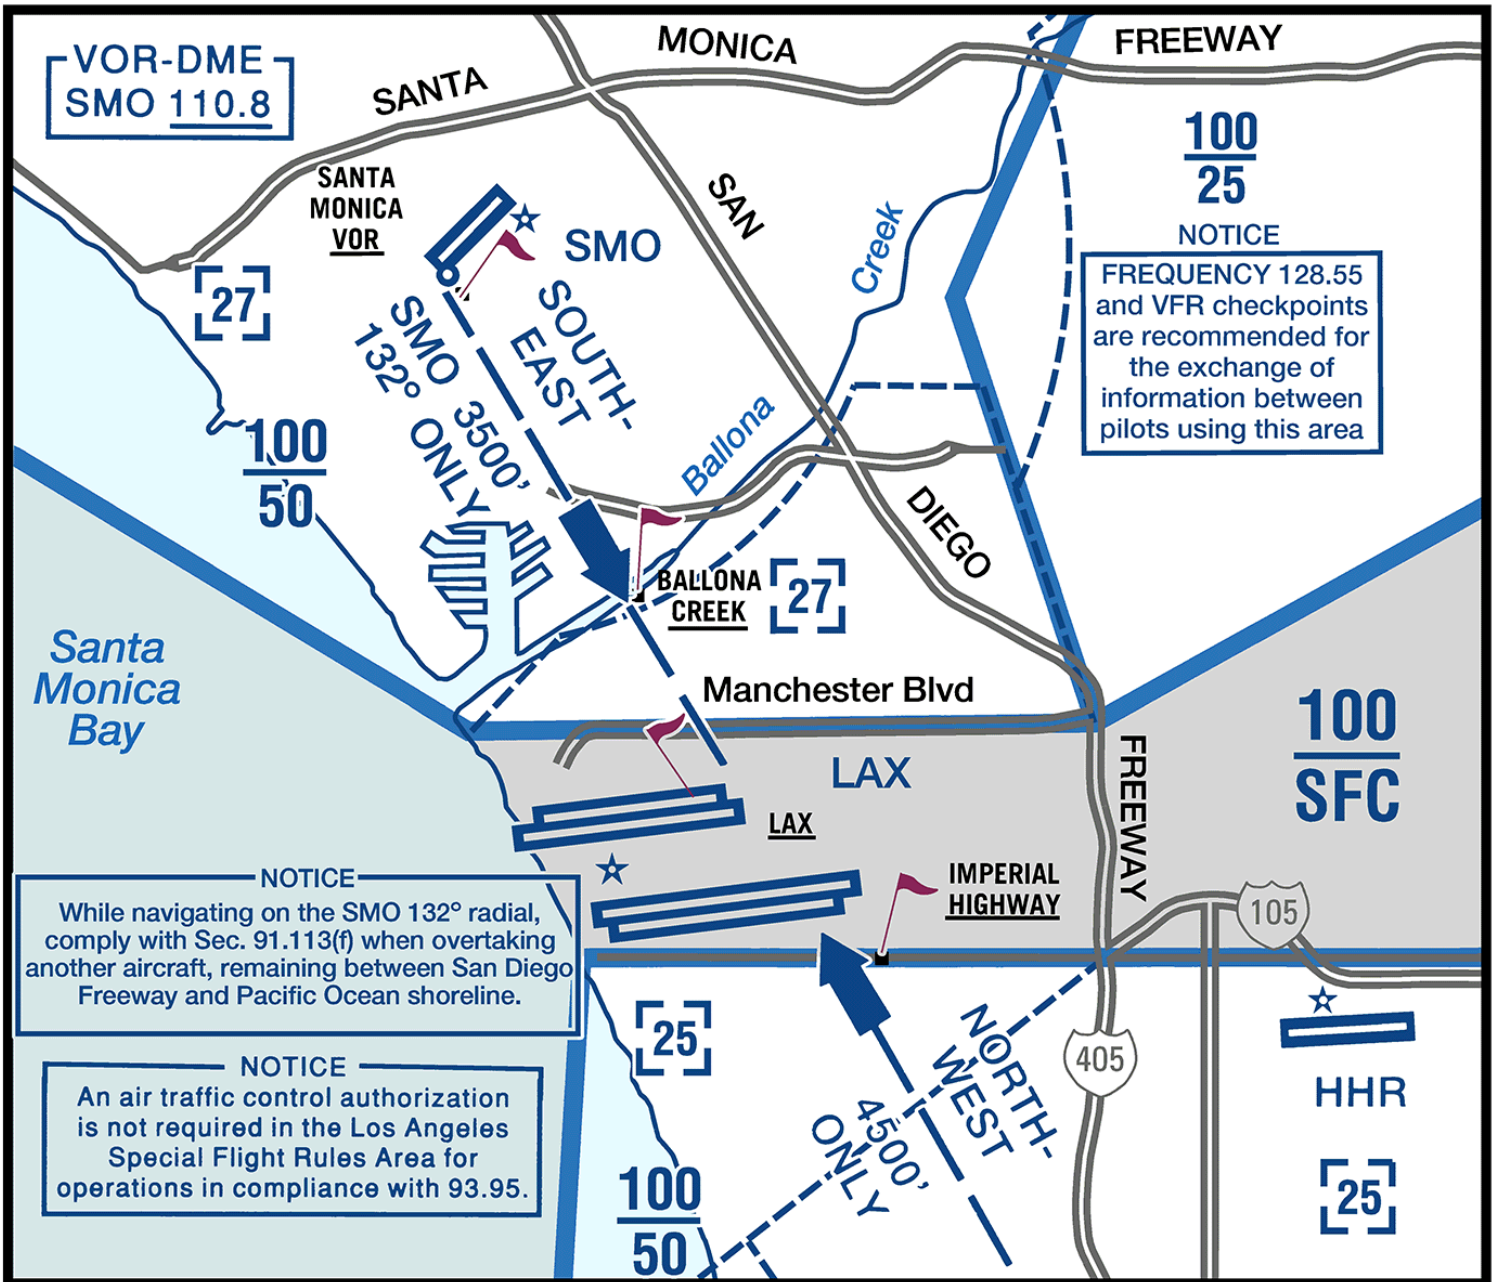 VOR-DME
SMO 110.8
SANTA
MONICA
FREEWAY
SANTA
MONICA
VOR
SMO
SAN
Creek
100
25
NOTICE
FREQUENCY 128.55
and VFR checkpoints
are recommended for
the exchange of
information between
pilots using this area
27
SMO 3500'
132° ONLY
SOUTH-
EAST
100
50
Ballona
DIEGO
BALLONA
CREEK
27
Santa
Monica
Bay
Manchester Blvd
LAX
100
SFC
FREEWAY
LAX
IMPERIAL
HIGHWAY
105
NOTICE
While navigating on the SMO 132° radial,
comply with Sec. 91.113(f) when overtaking
another aircraft, remaining between San Diego
Freeway and Pacific Ocean shoreline.
25
NORTH-
WEST
4500'
ONLY
405
HHR
25
NOTICE
An air traffic control authorization
is not required in the Los Angeles
Special Flight Rules Area for
operations in compliance with 93.95.
100
50